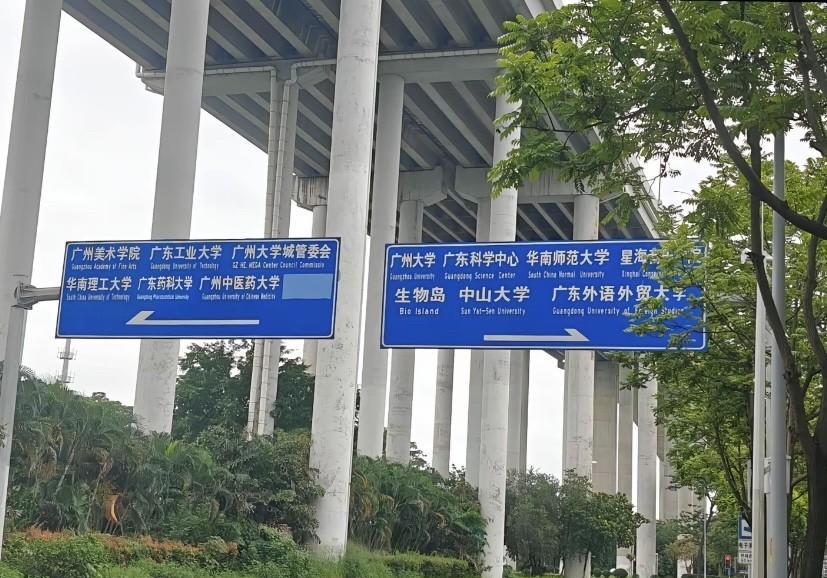 广州美术学院 广东工业大学 广州大学城管委会
Guangzhou Academy of Fine Arts Guangdong University of Technology GZ HE. MEGA Center Council Commissaie
华南理工大学 广东药科大学 广州中医药大学
South China University of Technology Guangdong Pharmaceutical University Guangzhou University of Chinese Medicine
广州大学 广东科学中心 华南师范大学 星海
Guangzhou University Guangdong Science Center South China Normal University Xinghai
生物岛 中山大学 广东外语外贸大学
Bio Island Sun Yat-Sen University Guangdong University of Foreign Studies